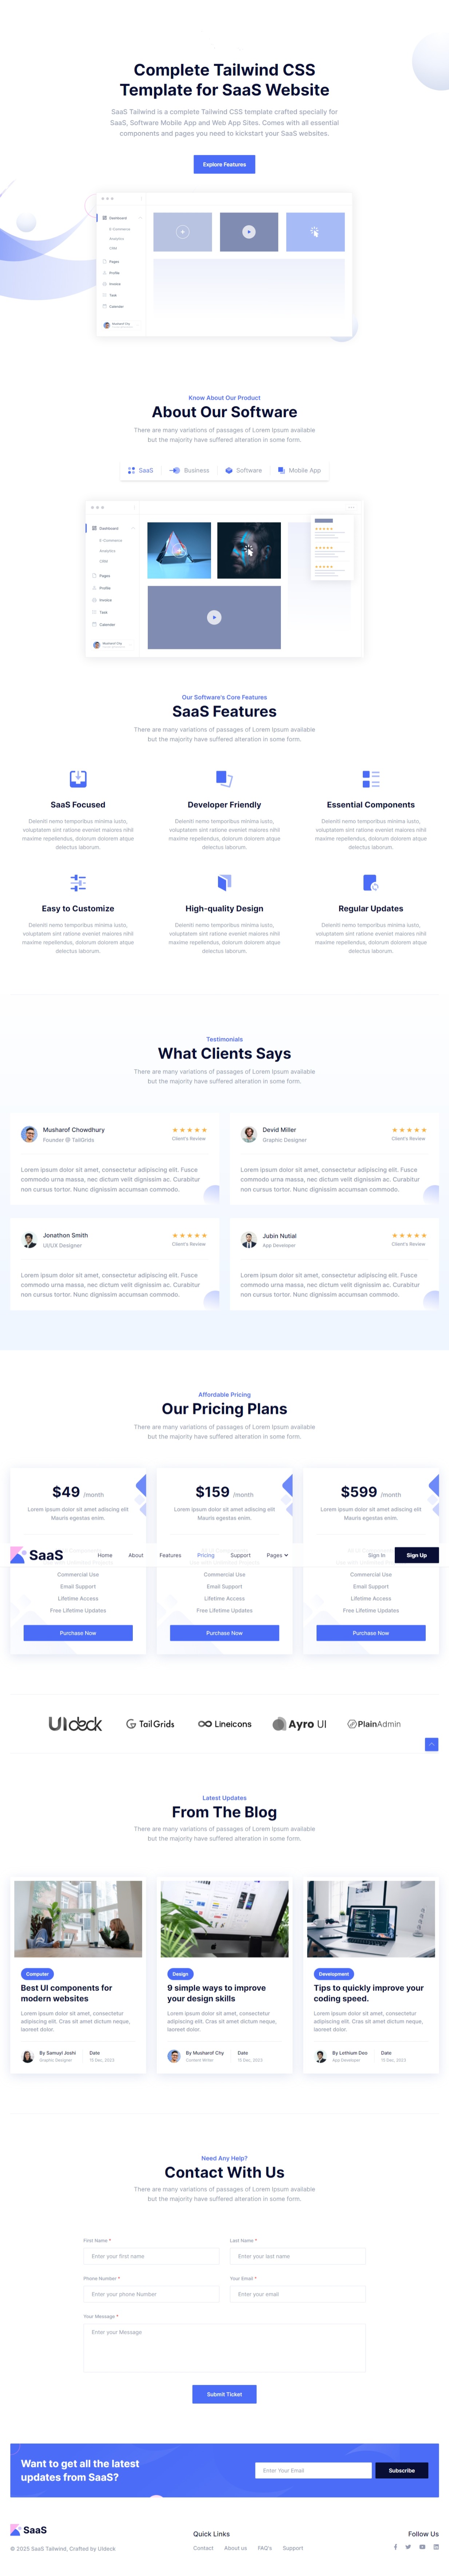 Complete Tailwind CSS
Template for SaaS Website
SaaS Tailwind is a complete Tailwind CSS template crafted specially for
SaaS, Software Mobile App and Web App Sites. Comes with all essential
components and pages you need to kickstart your SaaS websites.
Explore Features
Dashboard
E-Commerce
Analytics
CRM
Pages
Profile
Invoice
Task
Calendar
Musharof Chy
Know About Our Product
About Our Software
There are many variations of passages of Lorem Ipsum available
but the majority have suffered alteration in some form.
SaaS
Business
Software
Mobile App
Dashboard
E-Commerce
Analytics
CRM
Pages
Profile
Invoice
Task
Calendar
Musharof Chy
Our Software's Core Features
SaaS Features
There are many variations of passages of Lorem Ipsum available
but the majority have suffered alteration in some form.
SaaS Focused
Deleniti nemo temporibus minima iusto,
voluptatem sint ratione eveniet maiores nihil
maxime repellendus, dolorum dolorem atque
delectus laborum.
Developer Friendly
Deleniti nemo temporibus minima iusto,
voluptatem sint ratione eveniet maiores nihil
maxime repellendus, dolorum dolorem atque
delectus laborum.
Essential Components
Deleniti nemo temporibus minima iusto,
voluptatem sint ratione eveniet maiores nihil
maxime repellendus, dolorum dolorem atque
delectus laborum.
Easy to Customize
Deleniti nemo temporibus minima iusto,
voluptatem sint ratione eveniet maiores nihil
maxime repellendus, dolorum dolorem atque
delectus laborum.
High-quality Design
Deleniti nemo temporibus minima iusto,
voluptatem sint ratione eveniet maiores nihil
maxime repellendus, dolorum dolorem atque
delectus laborum.
Regular Updates
Deleniti nemo temporibus minima iusto,
voluptatem sint ratione eveniet maiores nihil
maxime repellendus, dolorum dolorem atque
delectus laborum.
Testimonials
What Clients Says
There are many variations of passages of Lorem Ipsum available
but the majority have suffered alteration in some form.
Musharof Chowdhury
Founder @ TailGrids
Client's Review
Lorem ipsum dolor sit amet, consectetur adipiscing elit. Fusce
commodo urna massa, nec dictum velit dignissim ac. Curabitur
non cursus tortor. Nunc dignissim accumsan commodo.
Devid Miller
Graphic Designer
Client's Review
Lorem ipsum dolor sit amet, consectetur adipiscing elit. Fusce
commodo urna massa, nec dictum velit dignissim ac. Curabitur
non cursus tortor. Nunc dignissim accumsan commodo.
Jonathon Smith
UI/UX Designer
Client's Review
Lorem ipsum dolor sit amet, consectetur adipiscing elit. Fusce
commodo urna massa, nec dictum velit dignissim ac. Curabitur
non cursus tortor. Nunc dignissim accumsan commodo.
Jubin Nutial
App Developer
Client's Review
Lorem ipsum dolor sit amet, consectetur adipiscing elit. Fusce
commodo urna massa, nec dictum velit dignissim ac. Curabitur
non cursus tortor. Nunc dignissim accumsan commodo.
Affordable Pricing
Our Pricing Plans
There are many variations of passages of Lorem Ipsum available
but the majority have suffered alteration in some form.
$49 /month
Lorem ipsum dolor sit amet adiscing elit
Mauris egestas enim.
$159 /month
Lorem ipsum dolor sit amet adiscing elit
Mauris egestas enim.
$599 /month
Lorem ipsum dolor sit amet adiscing elit
Mauris egestas enim.
SaaS
Home
About
Features
Pricing
Support
Pages
Sign In
Sign Up
Commercial Use
Email Support
Lifetime Access
Free Lifetime Updates
Purchase Now
Commercial Use
Email Support
Lifetime Access
Free Lifetime Updates
Purchase Now
Commercial Use
Email Support
Lifetime Access
Free Lifetime Updates
Purchase Now
UIdeck
TailGrids
Lineicons
Ayro UI
PlainAdmin
Latest Updates
From The Blog
There are many variations of passages of Lorem Ipsum available
but the majority have suffered alteration in some form.
Computer
Best UI components for
modern websites
Lorem ipsum dolor sit amet, consectetur
adipiscing elit. Cras sit amet dictum neque,
laoreet dolor.
By Samuyl Joshi
Graphic Designer
Date
15 Dec, 2023
Design
9 simple ways to improve
your design skills
Lorem ipsum dolor sit amet, consectetur
adipiscing elit. Cras sit amet dictum neque,
laoreet dolor.
By Musharof Chy
Content Writer
Date
15 Dec, 2023
Development
Tips to quickly improve your
coding speed.
Lorem ipsum dolor sit amet, consectetur
adipiscing elit. Cras sit amet dictum neque,
laoreet dolor.
By Lethium Deo
App Developer
Date
15 Dec, 2023
Need Any Help?
Contact With Us
There are many variations of passages of Lorem Ipsum available
but the majority have suffered alteration in some form.
First Name *
Enter your first name
Last Name *
Enter your last name
Phone Number *
Enter your phone Number
Your Email *
Enter your email
Your Message *
Enter your Message
Submit Ticket
Want to get all the latest
updates from SaaS?
Enter Your Email
Subscribe
SaaS
© 2025 SaaS Tailwind, Crafted by UIdeck
Quick Links
Contact
About us
FAQ's
Support
Follow Us